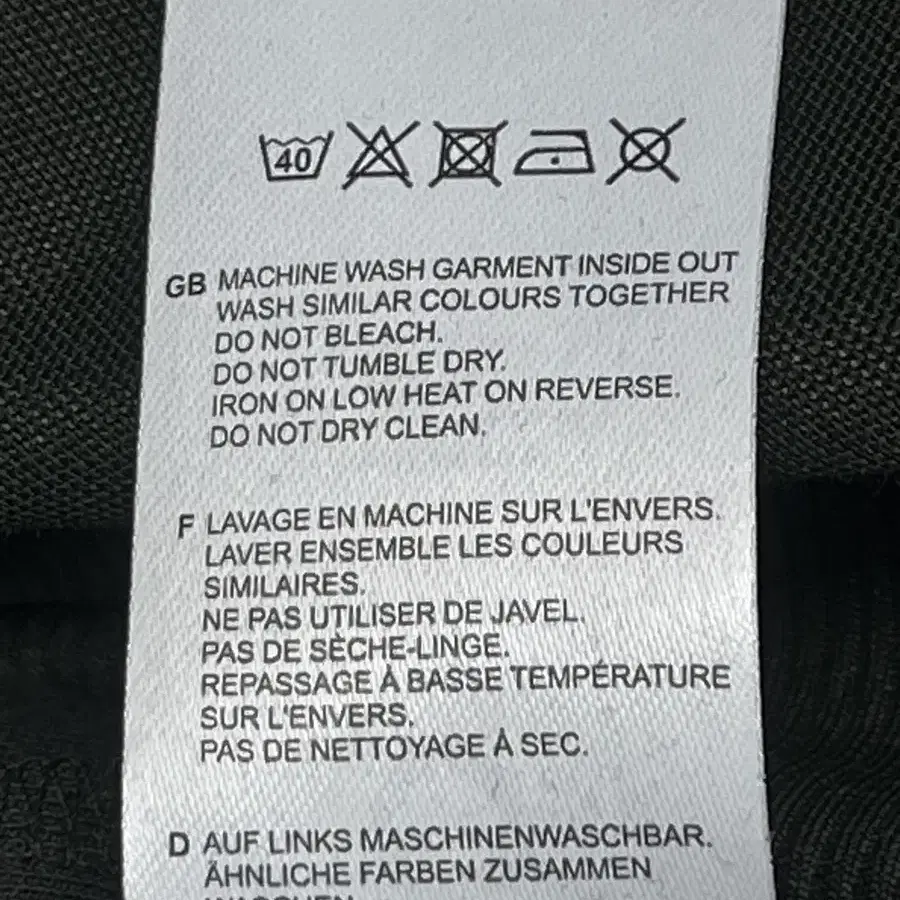 40
GB MACHINE WASH GARMENT INSIDE OUT
WASH SIMILAR COLOURS TOGETHER
DO NOT BLEACH.
DO NOT TUMBLE DRY.
IRON ON LOW HEAT ON REVERSE.
DO NOT DRY CLEAN.
F LAVAGE EN MACHINE SUR L'ENVERS.
LAVER ENSEMBLE LES COULEURS
SIMILAIRES.
NE PAS UTILISER DE JAVEL.
PAS DE SÈCHE-LINGE.
REPASSAGE À BASSE TEMPÉRATURE
SUR L'ENVERS.
PAS DE NETTOYAGE À SEC.
D AUF LINKS MASCHINENWASCHBAR.
ÄHNLICHE FARBEN ZUSAMMEN